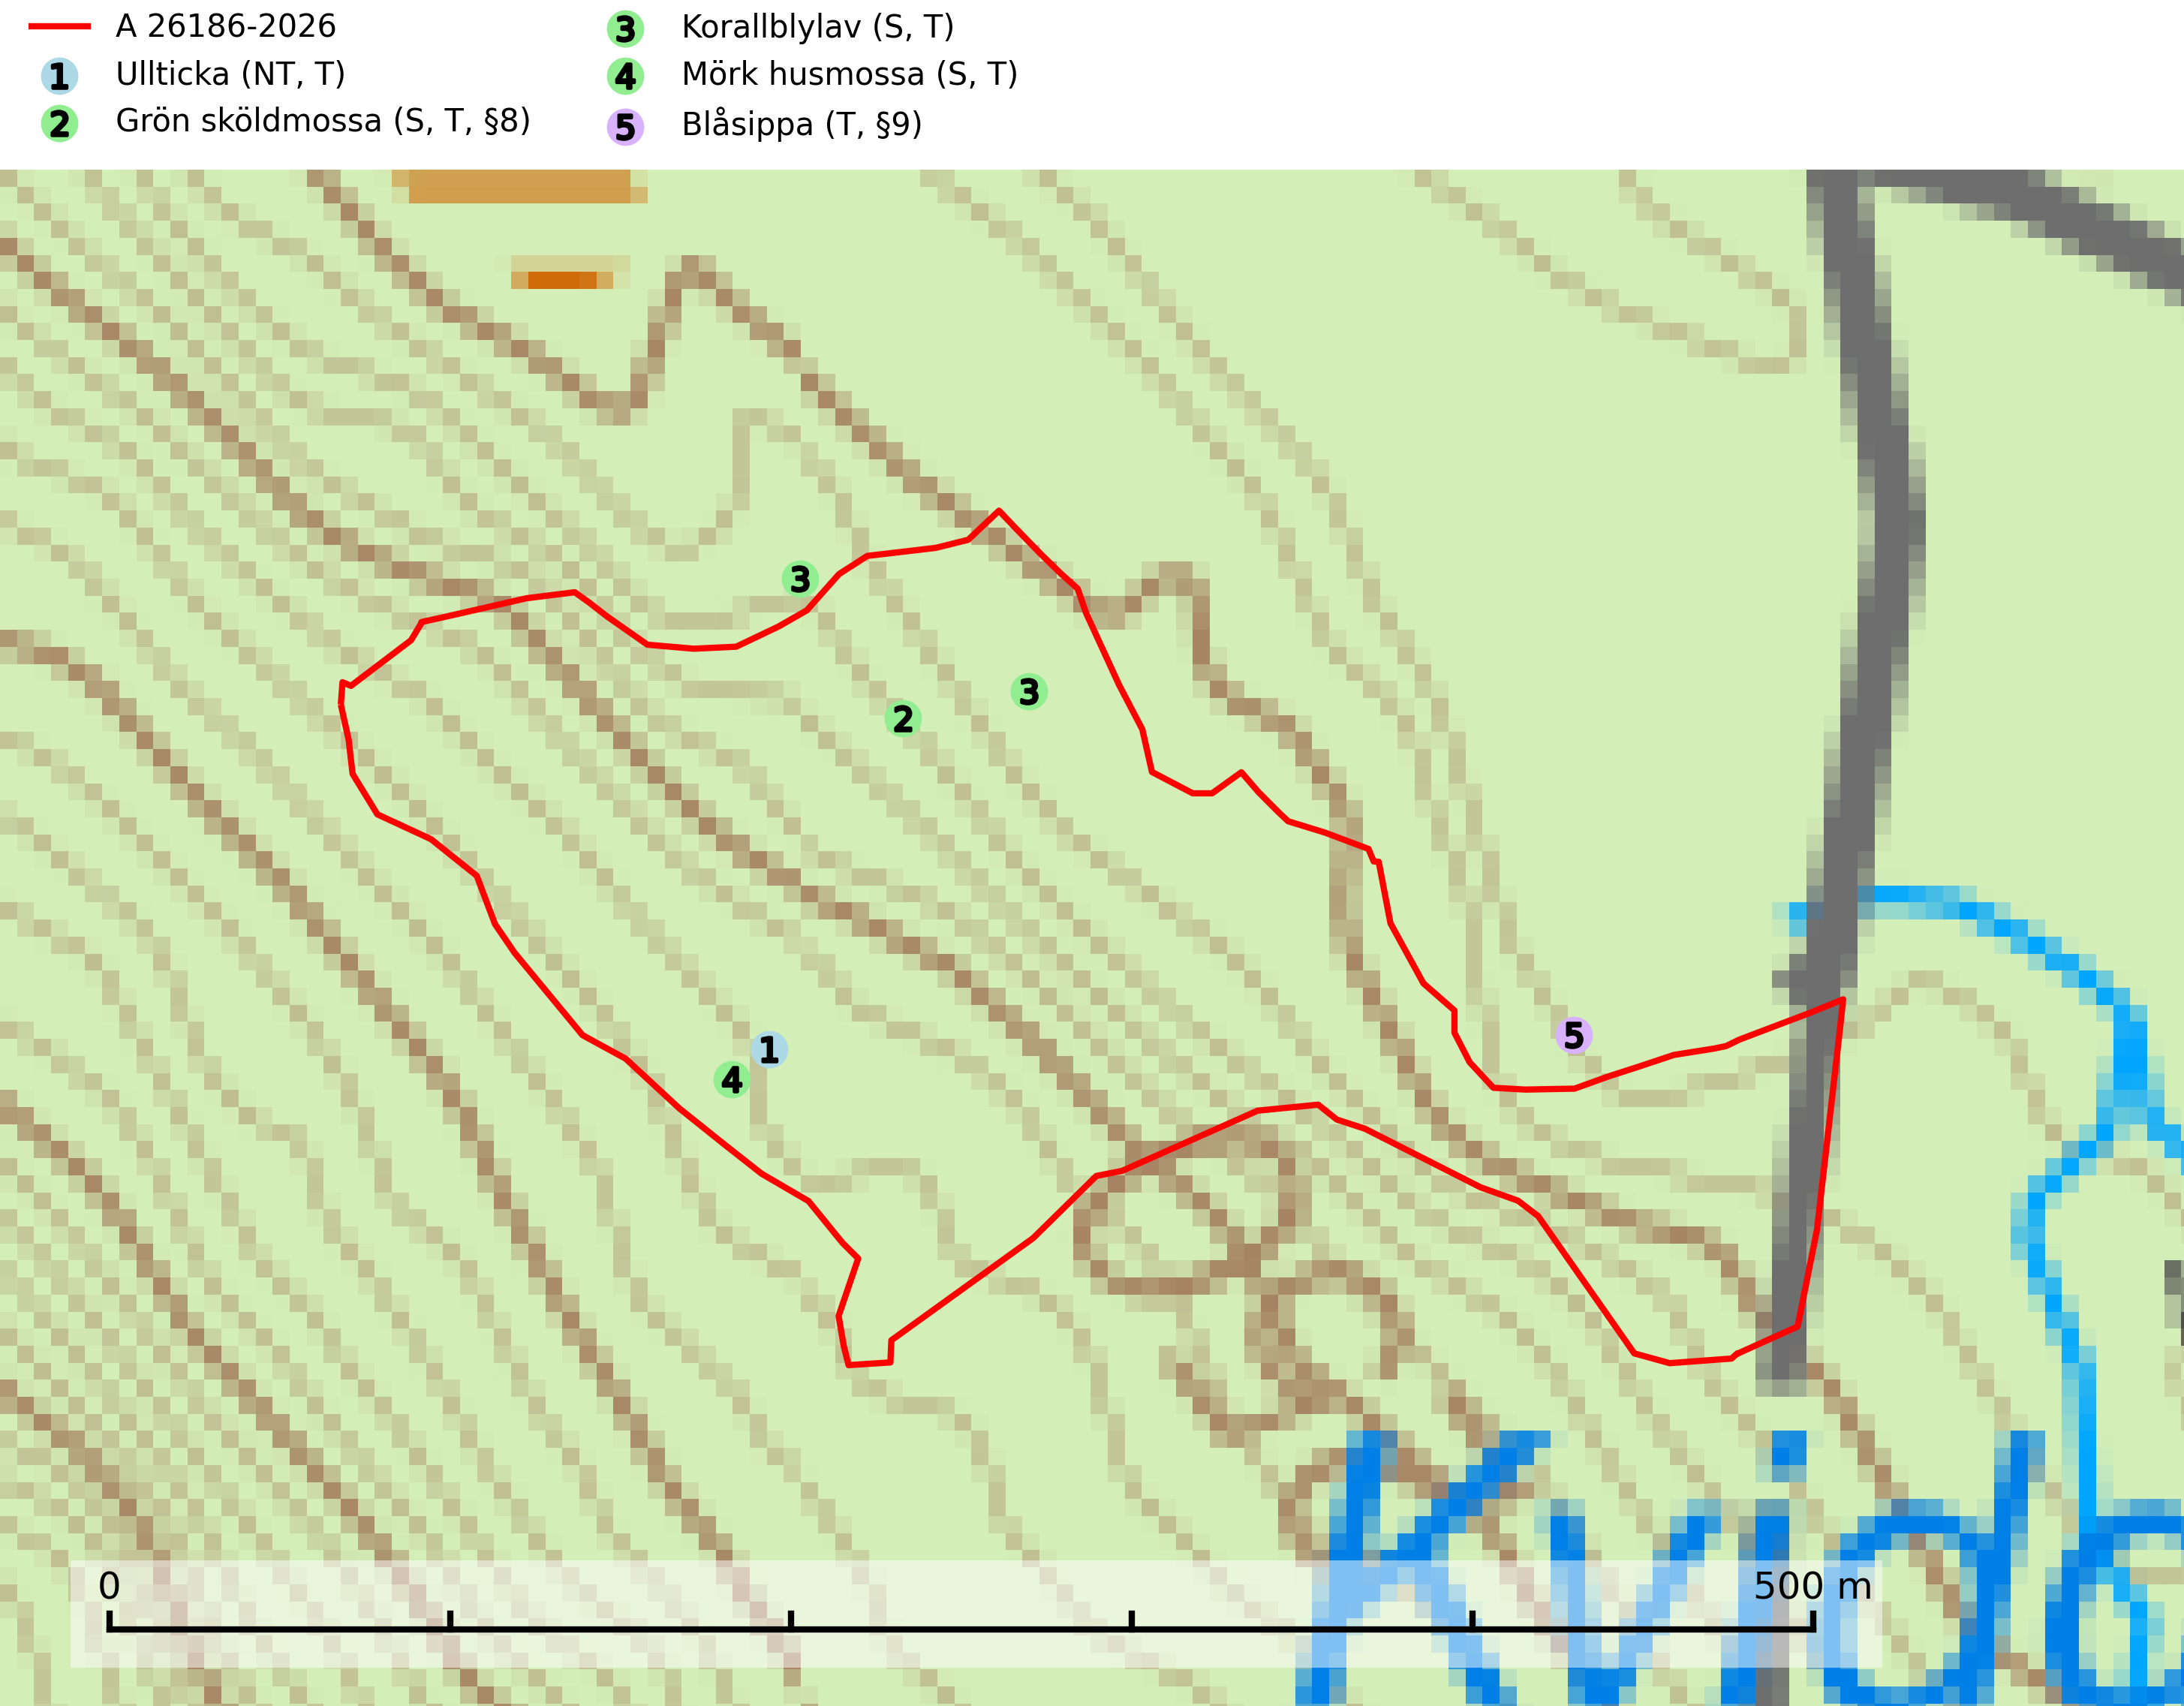 A 26186-2026
1 Ullticka (NT, T)
2 Grön sköldmossa (S, T, §8)
3 Korallblylav (S, T)
4 Mörk husmossa (S, T)
5 Blåsippa (T, §9)
3
3
2
1
4
5
0 500 m